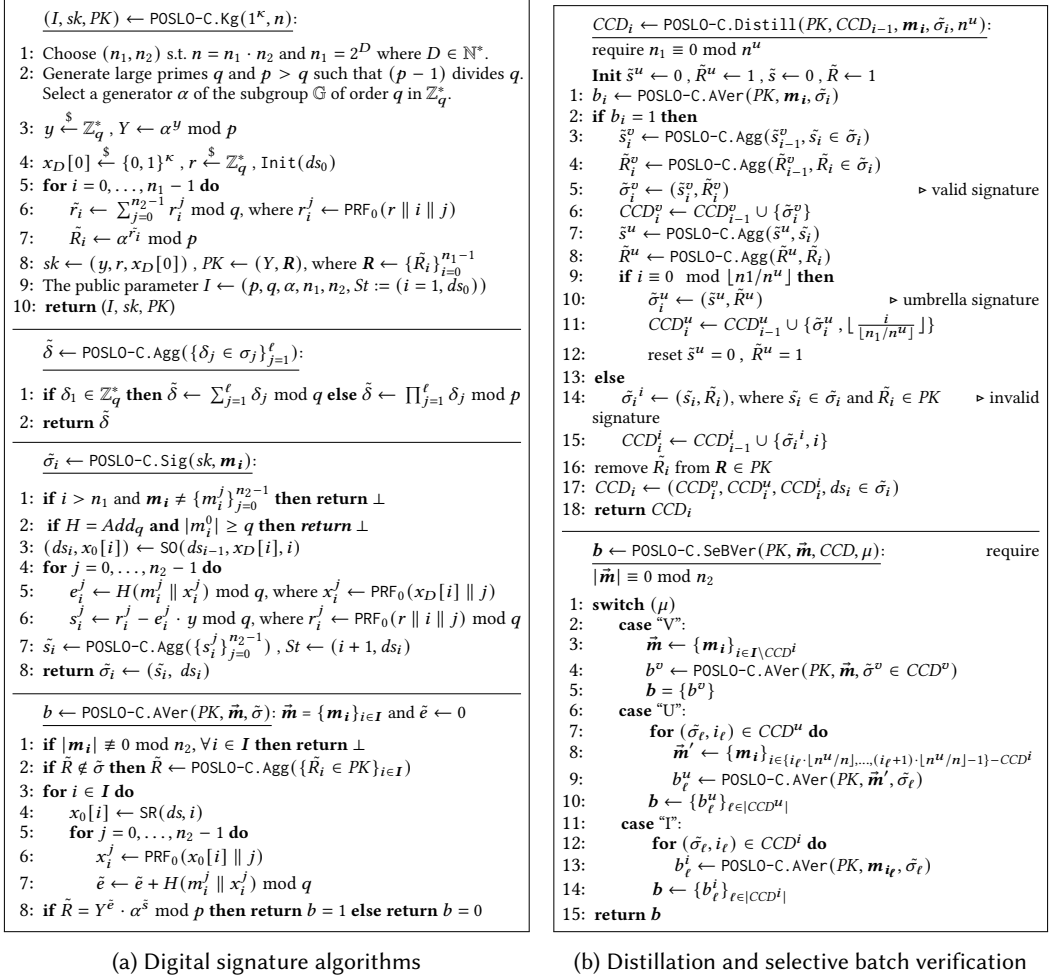 (I, sk, PK) ← POSLO-C.Kg(1^κ, n):
1: Choose (n₁, n₂) s.t. n = n₁ · n₂ and n₁ = 2^D where D ∈ ℕ*.
2: Generate large primes q and p > q such that (p − 1) divides q.
Select a generator α of the subgroup 𝔾 of order q in ℤ_q^*.
3: y ←$ ℤ_q^* , Y ← α^y mod p
4: x_D[0] ←$ {0, 1}^κ , r ←$ ℤ_q^* , Init(ds₀)
5: for i = 0, . . . , n₁ − 1 do
6: r̃_i ← ∑_{j=0}^{n₂−1} r_i^j mod q, where r_i^j ← PRF₀(r ∥ i ∥ j)
7: R̃_i ← α^{r̃_i} mod p
8: sk ← (y, r, x_D[0]) , PK ← (Y, R), where R ← {R̃_i}_{i=0}^{n₁−1}
9: The public parameter I ← (p, q, α, n₁, n₂, St := (i = 1, ds₀))
10: return (I, sk, PK)
δ̃ ← POSLO-C.Agg({δ_j ∈ σ_j}_{j=1}^ℓ):
1: if δ₁ ∈ ℤ_q^* then δ̃ ← ∑_{j=1}^ℓ δ_j mod q else δ̃ ← ∏_{j=1}^ℓ δ_j mod p
2: return δ̃
σ̃_i ← POSLO-C.Sig(sk, m_i):
1: if i > n₁ and m_i ≠ {m_i^j}_{j=0}^{n₂−1} then return ⊥
2: if H = Add_q and |m_i^0| ≥ q then return ⊥
3: (ds_i, x₀[i]) ← SO(ds_{i−1}, x_D[i], i)
4: for j = 0, . . . , n₂ − 1 do
5: e_i^j ← H(m_i^j ∥ x_i^j) mod q, where x_i^j ← PRF₀(x_D[i] ∥ j)
6: s_i^j ← r_i^j − e_i^j · y mod q, where r_i^j ← PRF₀(r ∥ i ∥ j) mod q
7: s̃_i ← POSLO-C.Agg({s_i^j}_{j=0}^{n₂−1}) , St ← (i + 1, ds_i)
8: return σ̃_i ← (s̃_i, ds_i)
b ← POSLO-C.AVer(PK, m⃗, σ̃): m⃗ = {m_i}_{i∈I} and ẽ ← 0
1: if |m_i| ≢ 0 mod n₂, ∀i ∈ I then return ⊥
2: if R̃ ∉ σ̃ then R̃ ← POSLO-C.Agg({R̃_i ∈ PK}_{i∈I})
3: for i ∈ I do
4: x₀[i] ← SR(ds, i)
5: for j = 0, . . . , n₂ − 1 do
6: x_i^j ← PRF₀(x₀[i] ∥ j)
7: ẽ ← ẽ + H(m_i^j ∥ x_i^j) mod q
8: if R̃ = Y^ẽ · α^s̃ mod p then return b = 1 else return b = 0
(a) Digital signature algorithms
CCD_i ← POSLO-C.Distill(PK, CCD_{i−1}, m_i, σ̃_i, n^u):
require n₁ ≡ 0 mod n^u
Init s̃^u ← 0 , R̃^u ← 1 , s̃ ← 0 , R̃ ← 1
1: b_i ← POSLO-C.AVer(PK, m_i, σ̃_i)
2: if b_i = 1 then
3: s̃_i^v ← POSLO-C.Agg(s̃_{i−1}^v, s̃_i ∈ σ̃_i)
4: R̃_i^v ← POSLO-C.Agg(R̃_{i−1}^v, R̃_i ∈ σ̃_i)
5: σ̃_i^v ← (s̃_i^v, R̃_i^v) ▹ valid signature
6: CCD_i^v ← CCD_{i−1}^v ∪ {σ̃_i^v}
7: s̃^u ← POSLO-C.Agg(s̃^u, s̃_i)
8: R̃^u ← POSLO-C.Agg(R̃^u, R̃_i)
9: if i ≡ 0 mod ⌊n1/n^u⌋ then
10: σ̃_i^u ← (s̃^u, R̃^u) ▹ umbrella signature
11: CCD_i^u ← CCD_{i−1}^u ∪ {σ̃_i^u , ⌊i/⌊n₁/n^u⌋⌋}
12: reset s̃^u = 0 , R̃^u = 1
13: else
14: σ̃_i^i ← (s̃_i, R̃_i), where s̃_i ∈ σ̃_i and R̃_i ∈ PK ▹ invalid
signature
15: CCD_i^i ← CCD_{i−1}^i ∪ {σ̃_i^i, i}
16: remove R̃_i from R ∈ PK
17: CCD_i ← (CCD_i^v, CCD_i^u, CCD_i^i, ds_i ∈ σ̃_i)
18: return CCD_i
b ← POSLO-C.SeBVer(PK, m⃗, CCD, μ): require
|m⃗| ≡ 0 mod n₂
1: switch (μ)
2: case “V”:
3: m⃗ ← {m_i}_{i∈I\CCD^i}
4: b^v ← POSLO-C.AVer(PK, m⃗, σ̃^v ∈ CCD^v)
5: b = {b^v}
6: case “U”:
7: for (σ̃_ℓ, i_ℓ) ∈ CCD^u do
8: m⃗′ ← {m_i}_{i∈{i_ℓ·⌊n^u/n⌋,...,(i_ℓ+1)·⌊n^u/n⌋−1}−CCD^i}
9: b_ℓ^u ← POSLO-C.AVer(PK, m⃗′, σ̃_ℓ)
10: b ← {b_ℓ^u}_{ℓ∈|CCD^u|}
11: case “I”:
12: for (σ̃_ℓ, i_ℓ) ∈ CCD^i do
13: b_ℓ^i ← POSLO-C.AVer(PK, m_{i_ℓ}, σ̃_ℓ)
14: b ← {b_ℓ^i}_{ℓ∈|CCD^i|}
15: return b
(b) Distillation and selective batch verification